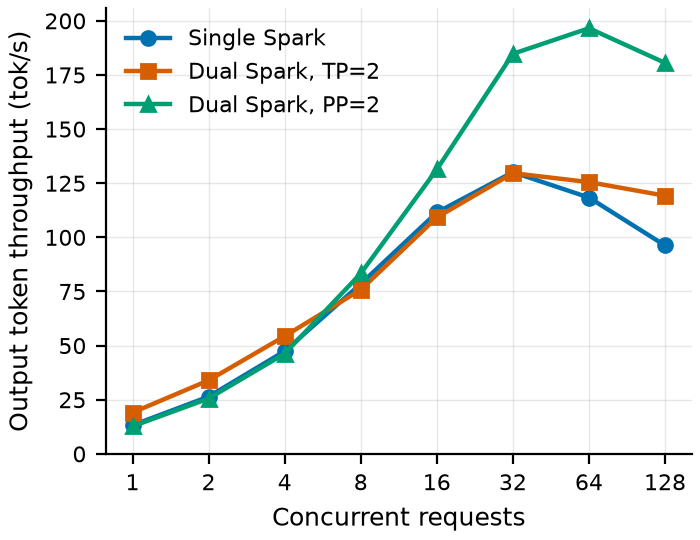 Output token throughput (tok/s)
200
175
150
125
100
75
50
25
0
Single Spark
Dual Spark, TP=2
Dual Spark, PP=2
1 2 4 8 16 32 64 128
Concurrent requests